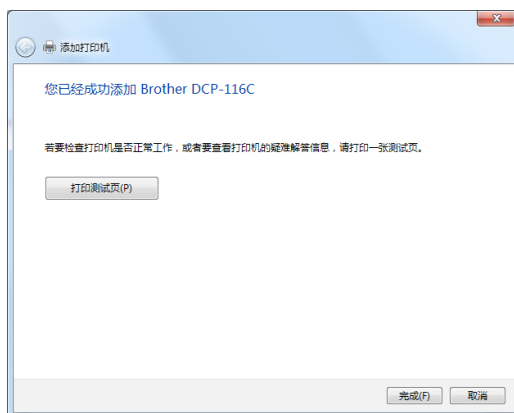 添加打印机
您已经成功添加 Brother DCP-116C
若要检查打印机是否正常工作，或者要查看打印机的疑难解答信息，请打印一张测试页。
打印测试页(P)
完成(F)
取消